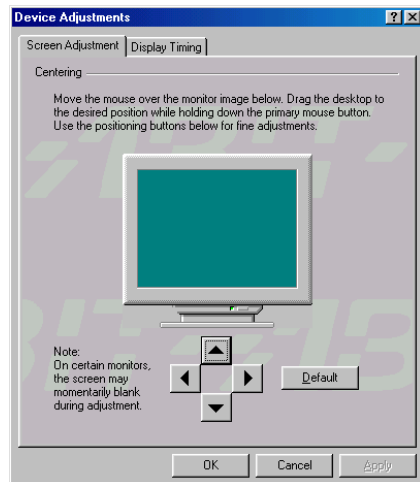 Device Adjustments
Screen Adjustment
Display Timing
Centering
Move the mouse over the monitor image below. Drag the desktop to
the desired position while holding down the primary mouse button.
Use the positioning buttons below for fine adjustments.
Note:
On certain monitors,
the screen may
momentarily blank
during adjustment.
Default
OK
Cancel
Apply